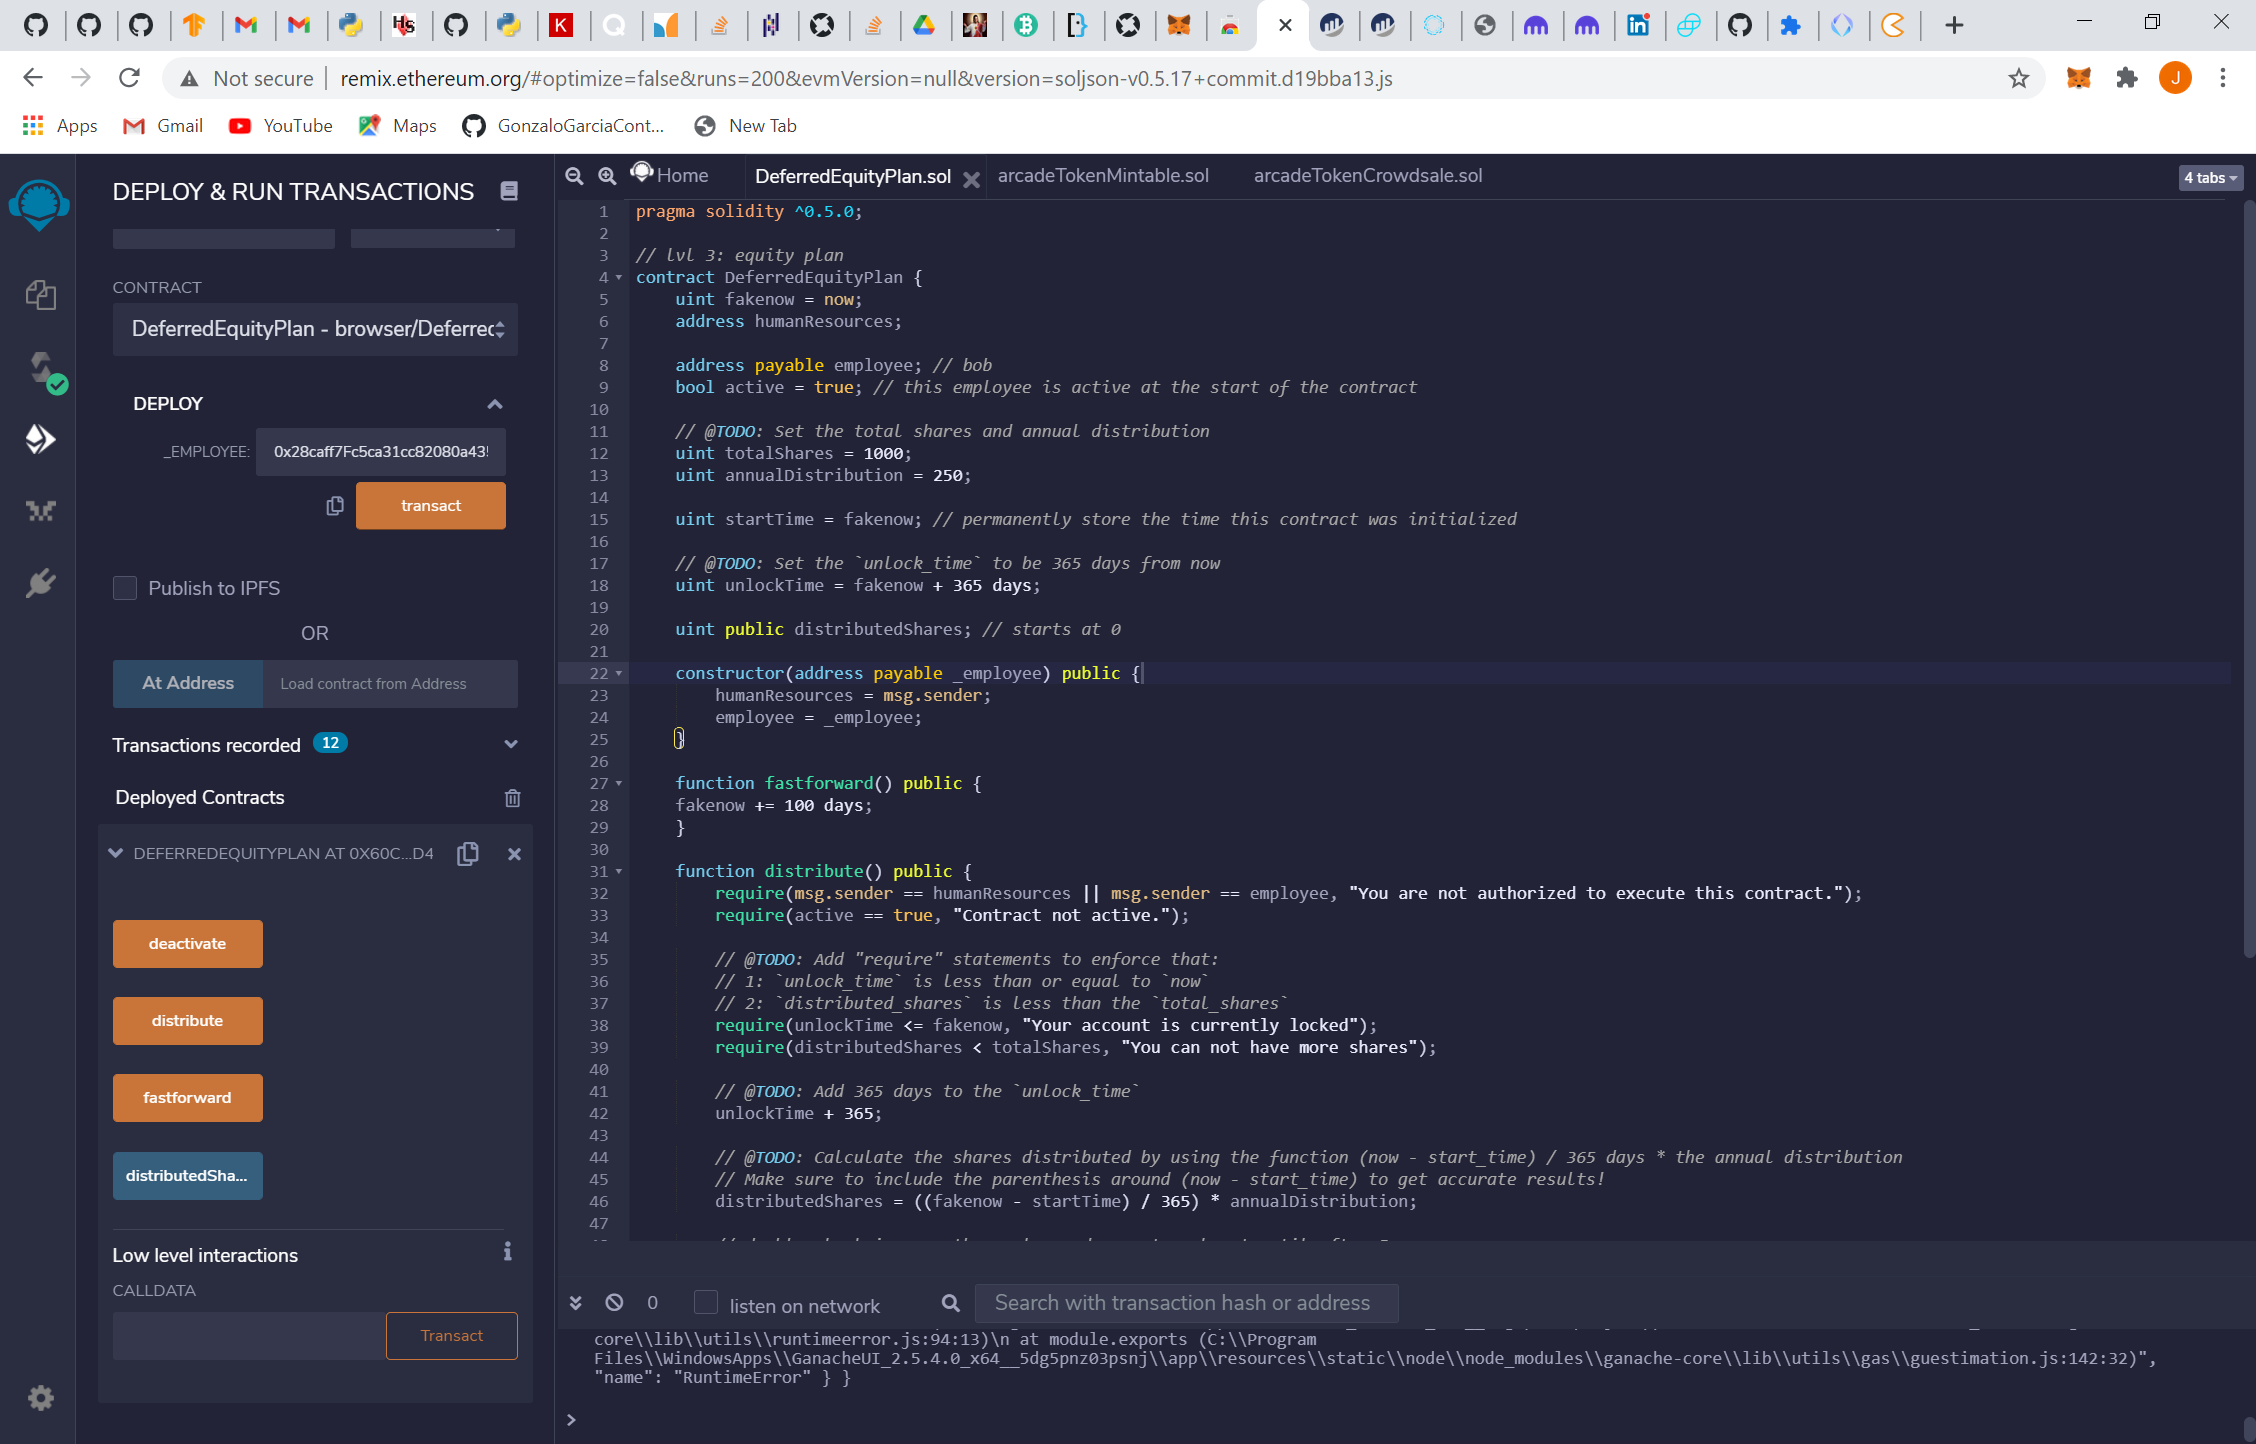 Not secure
remix.ethereum.org/#optimize=false&runs=200&evmVersion=null&version=soljson-v0.5.17+commit.d19bba13.js
J
Apps
Gmail
YouTube
Maps
GonzaloGarciaCont...
New Tab
DEPLOY & RUN TRANSACTIONS
CONTRACT
DeferredEquityPlan - browser/Deferrec
DEPLOY
_EMPLOYEE:
0x28caff7Fc5ca31cc82080a43
transact
Publish to IPFS
OR
At Address
Load contract from Address
Transactions recorded 12
Deployed Contracts
DEFERREDEQUITYPLAN AT 0X60C...D4
deactivate
distribute
fastforward
distributedSha...
Low level interactions
CALLDATA
Transact
Home
DeferredEquityPlan.sol
arcadeTokenMintable.sol
arcadeTokenCrowdsale.sol
4 tabs
1 pragma solidity ^0.5.0;
2
3 // lvl 3: equity plan
4 contract DeferredEquityPlan {
5 uint fakenow = now;
6 address humanResources;
7
8 address payable employee; // bob
9 bool active = true; // this employee is active at the start of the contract
10
11 // @TODO: Set the total shares and annual distribution
12 uint totalShares = 1000;
13 uint annualDistribution = 250;
14
15 uint startTime = fakenow; // permanently store the time this contract was initialized
16
17 // @TODO: Set the `unlock_time` to be 365 days from now
18 uint unlockTime = fakenow + 365 days;
19
20 uint public distributedShares; // starts at 0
21
22 constructor(address payable _employee) public {
23 humanResources = msg.sender;
24 employee = _employee;
25 }
26
27 function fastforward() public {
28 fakenow += 100 days;
29 }
30
31 function distribute() public {
32 require(msg.sender == humanResources || msg.sender == employee, "You are not authorized to execute this contract.");
33 require(active == true, "Contract not active.");
34
35 // @TODO: Add "require" statements to enforce that:
36 // 1: `unlock_time` is less than or equal to `now`
37 // 2: `distributed_shares` is less than the `total_shares`
38 require(unlockTime <= fakenow, "Your account is currently locked");
39 require(distributedShares < totalShares, "You can not have more shares");
40
41 // @TODO: Add 365 days to the `unlock_time`
42 unlockTime + 365;
43
44 // @TODO: Calculate the shares distributed by using the function (now - start_time) / 365 days * the annual distribution
45 // Make sure to include the parenthesis around (now - start_time) to get accurate results!
46 distributedShares = ((fakenow - startTime) / 365) * annualDistribution;
47
0
listen on network
Search with transaction hash or address
core\\lib\\utils\\runtimeerror.js:94:13)\n at module.exports (C:\\Program
Files\\WindowsApps\\GanacheUI_2.5.4.0_x64__5dg5pnz03psnj\\app\\resources\\static\\node\\node_modules\\ganache-core\\lib\\utils\\gas\\guestimation.js:142:32)",
"name": "RuntimeError" } }
>